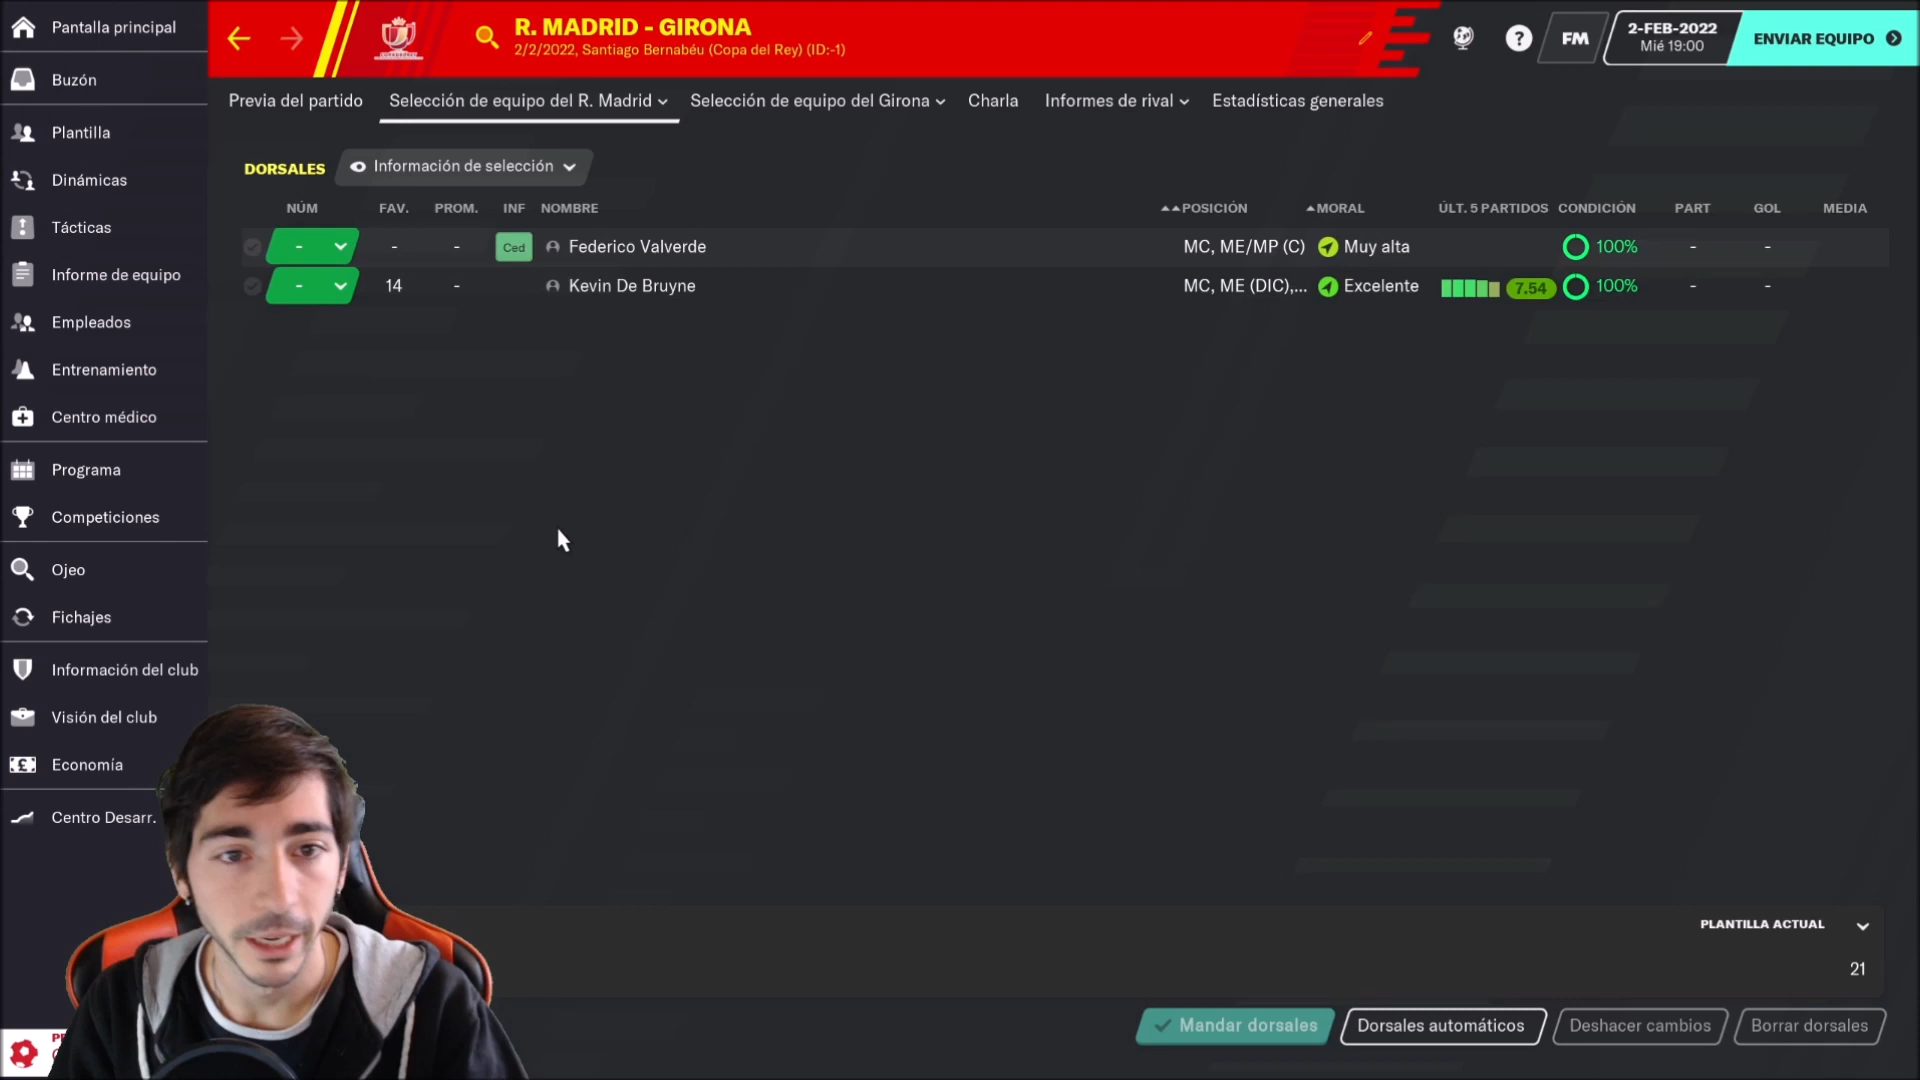 Pantalla principal
Buzón
Plantilla
Dinámicas
Tácticas
Informe de equipo
Empleados
Entrenamiento
Centro médico
Programa
Competiciones
Ojeo
Fichajes
Información del club
Visión del club
Economía
Centro Desarr.
R. MADRID - GIRONA
2/2/2022, Santiago Bernabéu (Copa del Rey) (ID:-1)
FM
2-FEB-2022
Mié 19:00
ENVIAR EQUIPO
Previa del partido Selección de equipo del R. Madrid Selección de equipo del Girona Charla Informes de rival Estadísticas generales
DORSALES Información de selección
NÚM FAV. PROM. INF NOMBRE POSICIÓN MORAL ÚLT. 5 PARTIDOS CONDICIÓN PART GOL MEDIA
- - - Ced Federico Valverde MC, ME/MP (C) Muy alta 100% - -
- 14 - Kevin De Bruyne MC, ME (DIC),... Excelente 7.54 100% - -
PLANTILLA ACTUAL
21
Mandar dorsales Dorsales automáticos Deshacer cambios Borrar dorsales